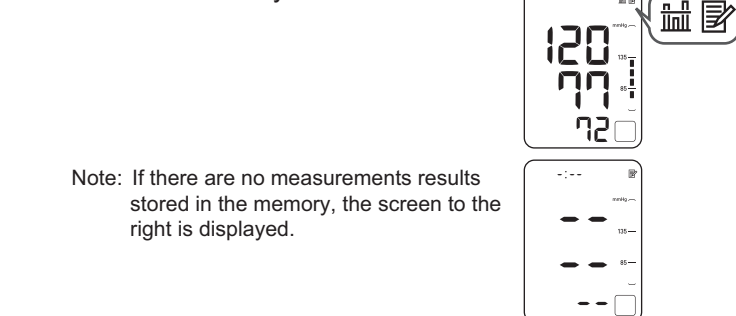 mmHg
120
135
77
85
72
Note: If there are no measurements results
stored in the memory, the screen to the
right is displayed.
-:--
mmHg
-- 
135
--
85
--